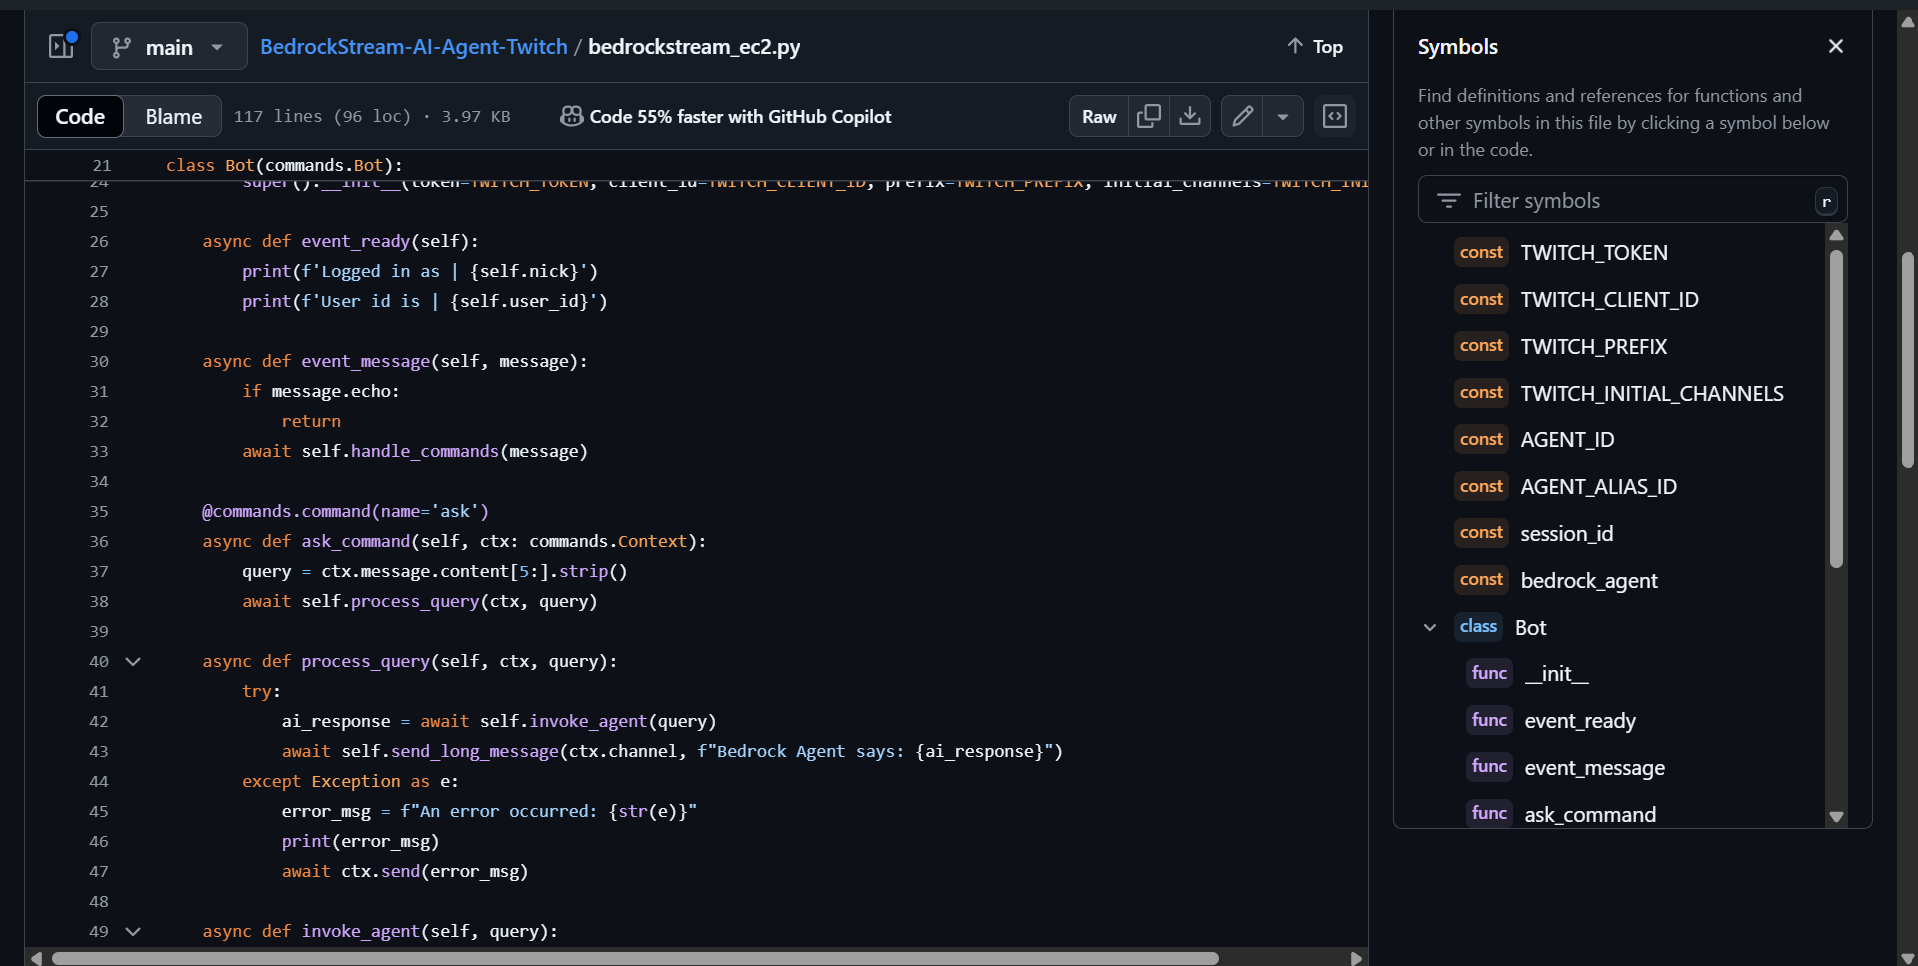 main
BedrockStream-AI-Agent-Twitch / bedrockstream_ec2.py
Top
Code
Blame
117 lines (96 loc) · 3.97 KB
Code 55% faster with GitHub Copilot
Raw
21 class Bot(commands.Bot):
24 super().__init__(token=TWITCH_TOKEN, client_id=TWITCH_CLIENT_ID, prefix=TWITCH_PREFIX, initial_channels=TWITCH_INI
25
26 async def event_ready(self):
27 print(f'Logged in as | {self.nick}')
28 print(f'User id is | {self.user_id}')
29
30 async def event_message(self, message):
31 if message.echo:
32 return
33 await self.handle_commands(message)
34
35 @commands.command(name='ask')
36 async def ask_command(self, ctx: commands.Context):
37 query = ctx.message.content[5:].strip()
38 await self.process_query(ctx, query)
39
40 async def process_query(self, ctx, query):
41 try:
42 ai_response = await self.invoke_agent(query)
43 await self.send_long_message(ctx.channel, f"Bedrock Agent says: {ai_response}")
44 except Exception as e:
45 error_msg = f"An error occurred: {str(e)}"
46 print(error_msg)
47 await ctx.send(error_msg)
48
49 async def invoke_agent(self, query):
Symbols
Find definitions and references for functions and
other symbols in this file by clicking a symbol below
or in the code.
Filter symbols r
const TWITCH_TOKEN
const TWITCH_CLIENT_ID
const TWITCH_PREFIX
const TWITCH_INITIAL_CHANNELS
const AGENT_ID
const AGENT_ALIAS_ID
const session_id
const bedrock_agent
class Bot
func __init__
func event_ready
func event_message
func ask_command